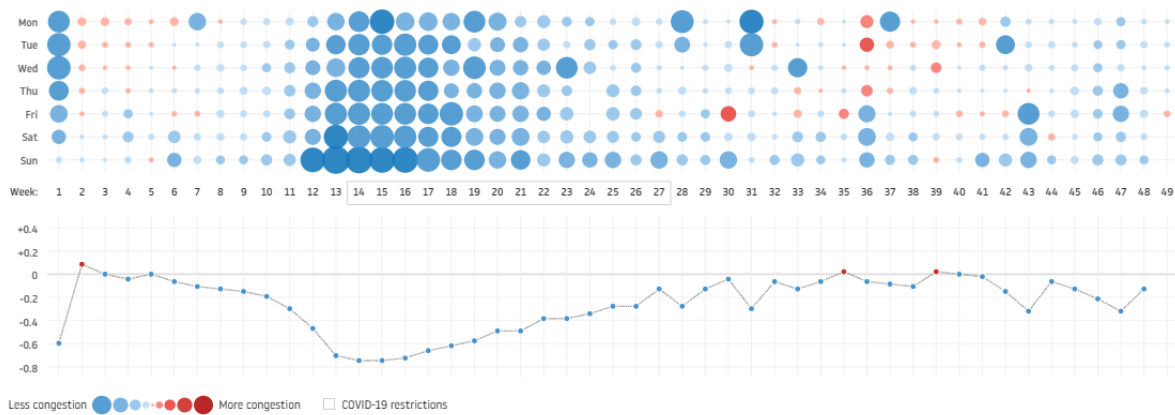 Mon
Tue
Wed
Thu
Fri
Sat
Sun
Week: 1 2 3 4 5 6 7 8 9 10 11 12 13 14 15 16 17 18 19 20 21 22 23 24 25 26 27 28 29 30 31 32 33 34 35 36 37 38 39 40 41 42 43 44 45 46 47 48 49
+0.4
+0.2
0
-0.2
-0.4
-0.6
-0.8
Less congestion More congestion COVID-19 restrictions